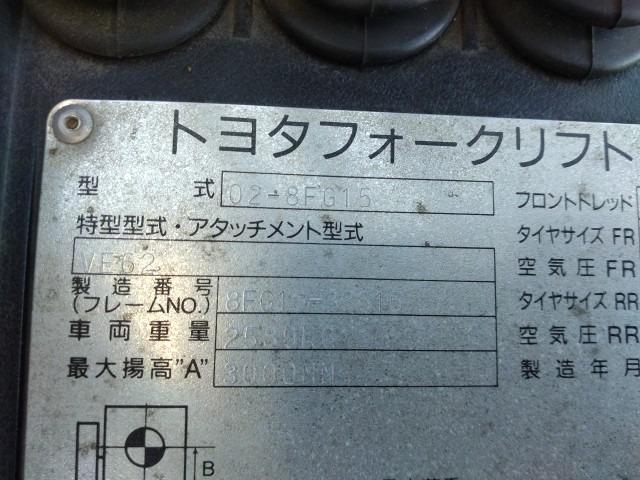 トヨタフォークリフト
型 式 02-8FG15
フロントトレッド
特型型式・アタッチメント型式
タイヤサイズ FR
VF62
空気圧 FR
製造番号
(フレームNO.)
タイヤサイズ RR
車両重量
空気圧 RR
最大揚高"A" 3000MM
製造年月
B